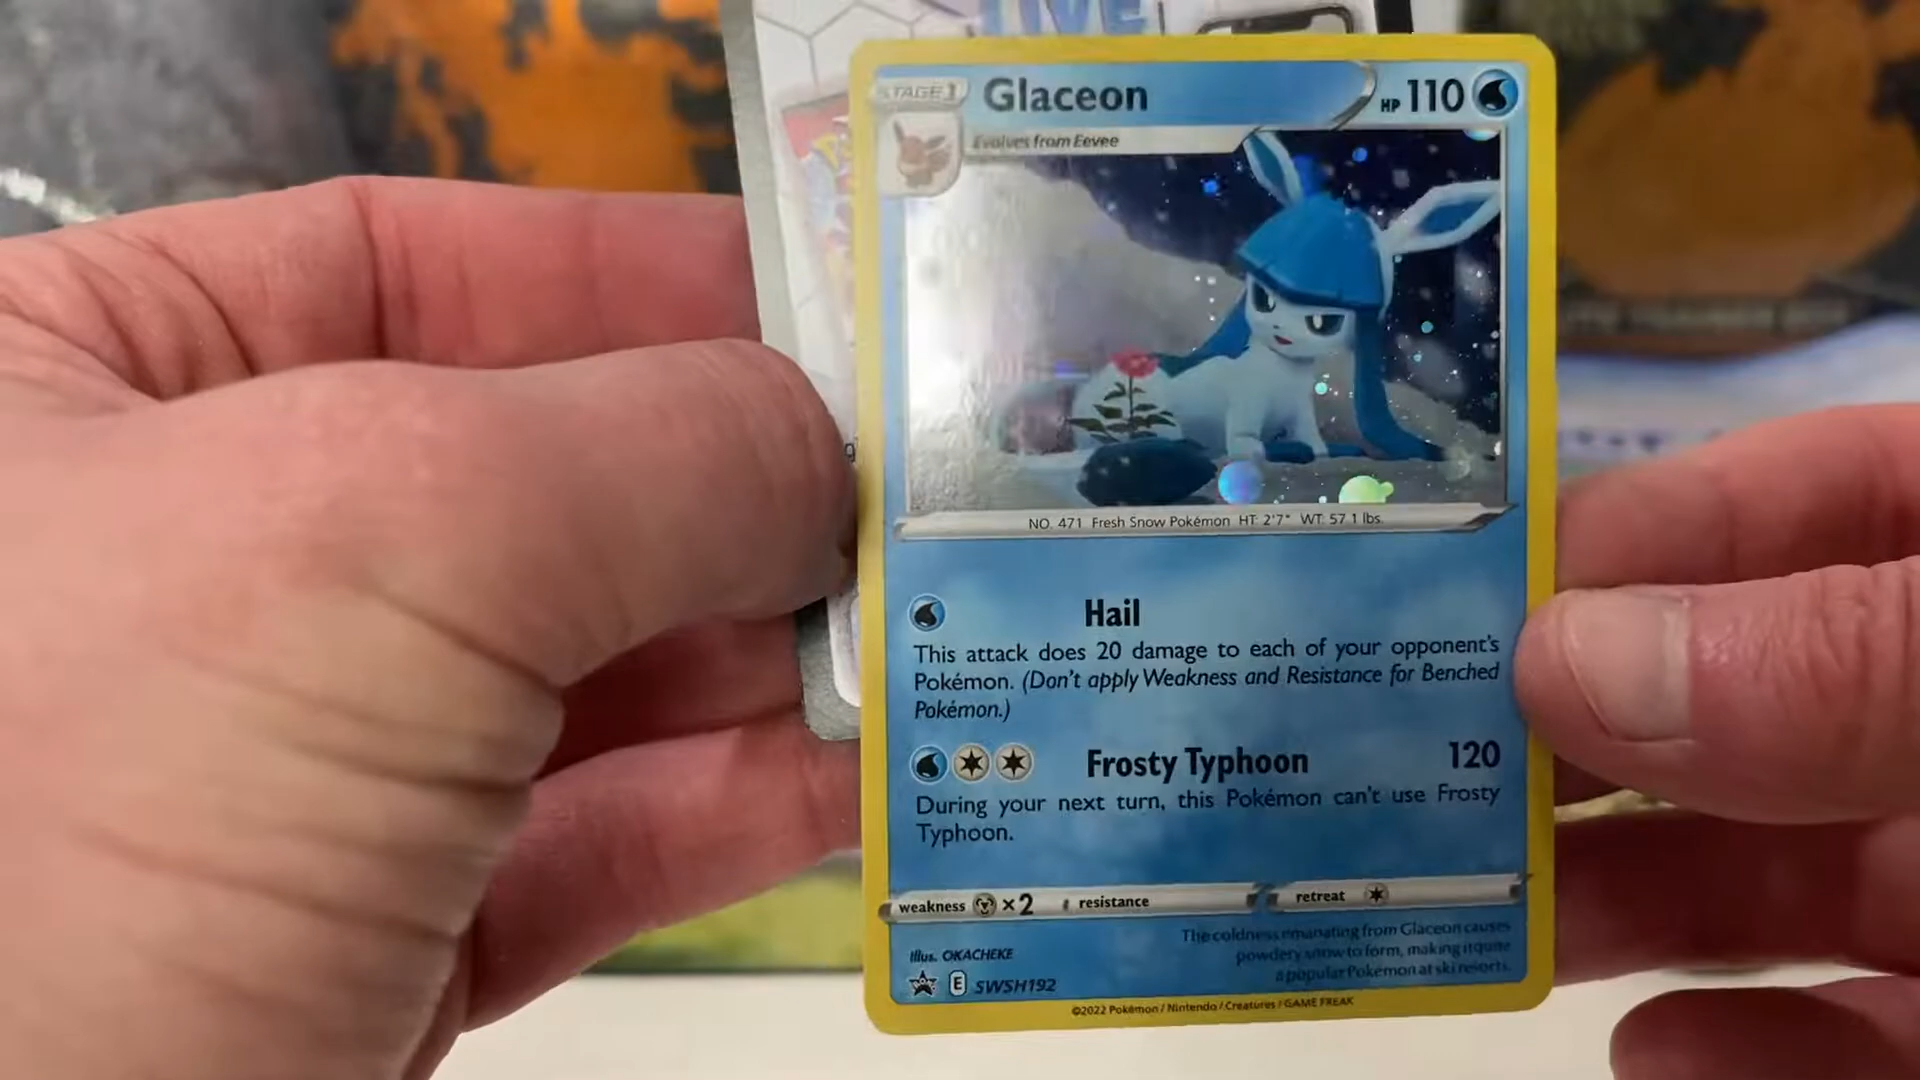 LIVE
STAGE 1
Glaceon
HP 110
Evolves from Eevee
NO. 471 Fresh Snow Pokémon HT: 2'7" WT: 57.1 lbs.
Hail
This attack does 20 damage to each of your opponent's
Pokémon. (Don't apply Weakness and Resistance for Benched
Pokémon.)
Frosty Typhoon 120
During your next turn, this Pokémon can't use Frosty
Typhoon.
weakness ×2 resistance retreat
Illus. OKACHEKE
The coldness emanating from Glaceon causes
powdery snow to form, making it quite
a popular Pokémon at ski resorts.
E SWSH192
©2022 Pokémon / Nintendo / Creatures / GAME FREAK